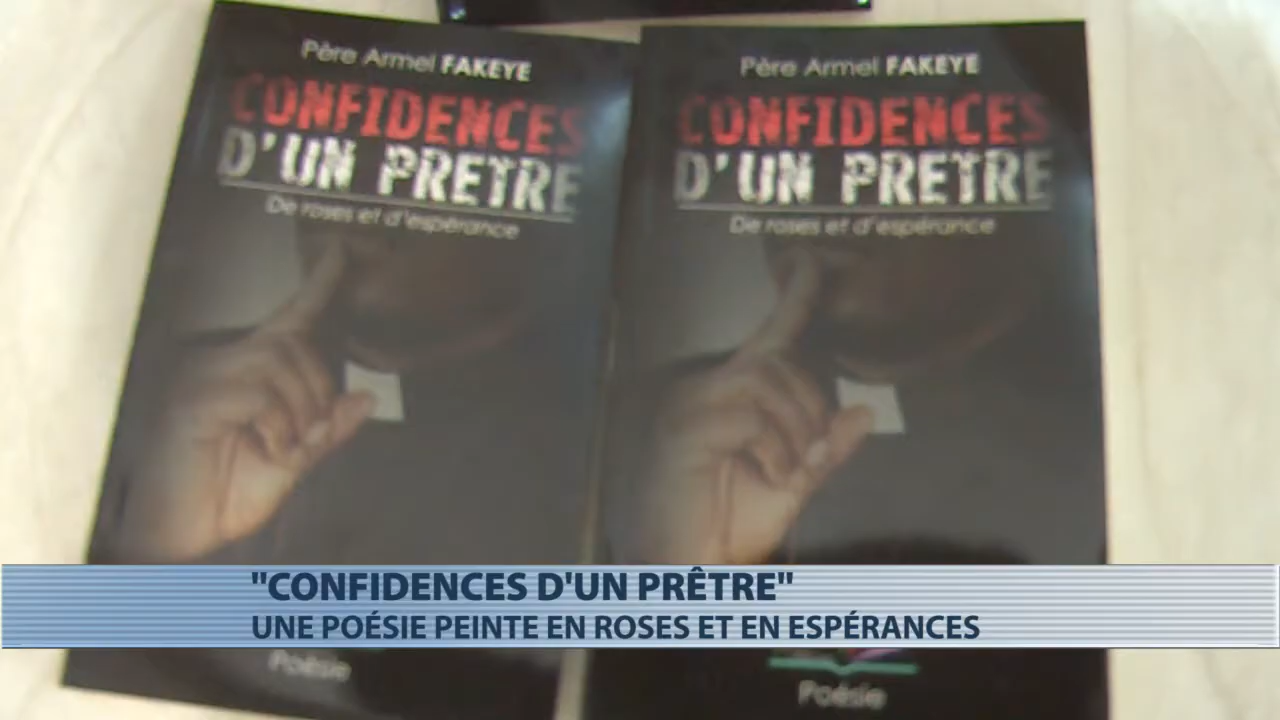 Père Armel FAKEYE
CONFIDENCES
D'UN PRETRE
De roses et d'espérance
Père Armel FAKEYE
CONFIDENCES
D'UN PRETRE
De roses et d'espérance
"CONFIDENCES D'UN PRÊTRE"
UNE POÉSIE PEINTE EN ROSES ET EN ESPÉRANCES
Poésie
Poésie